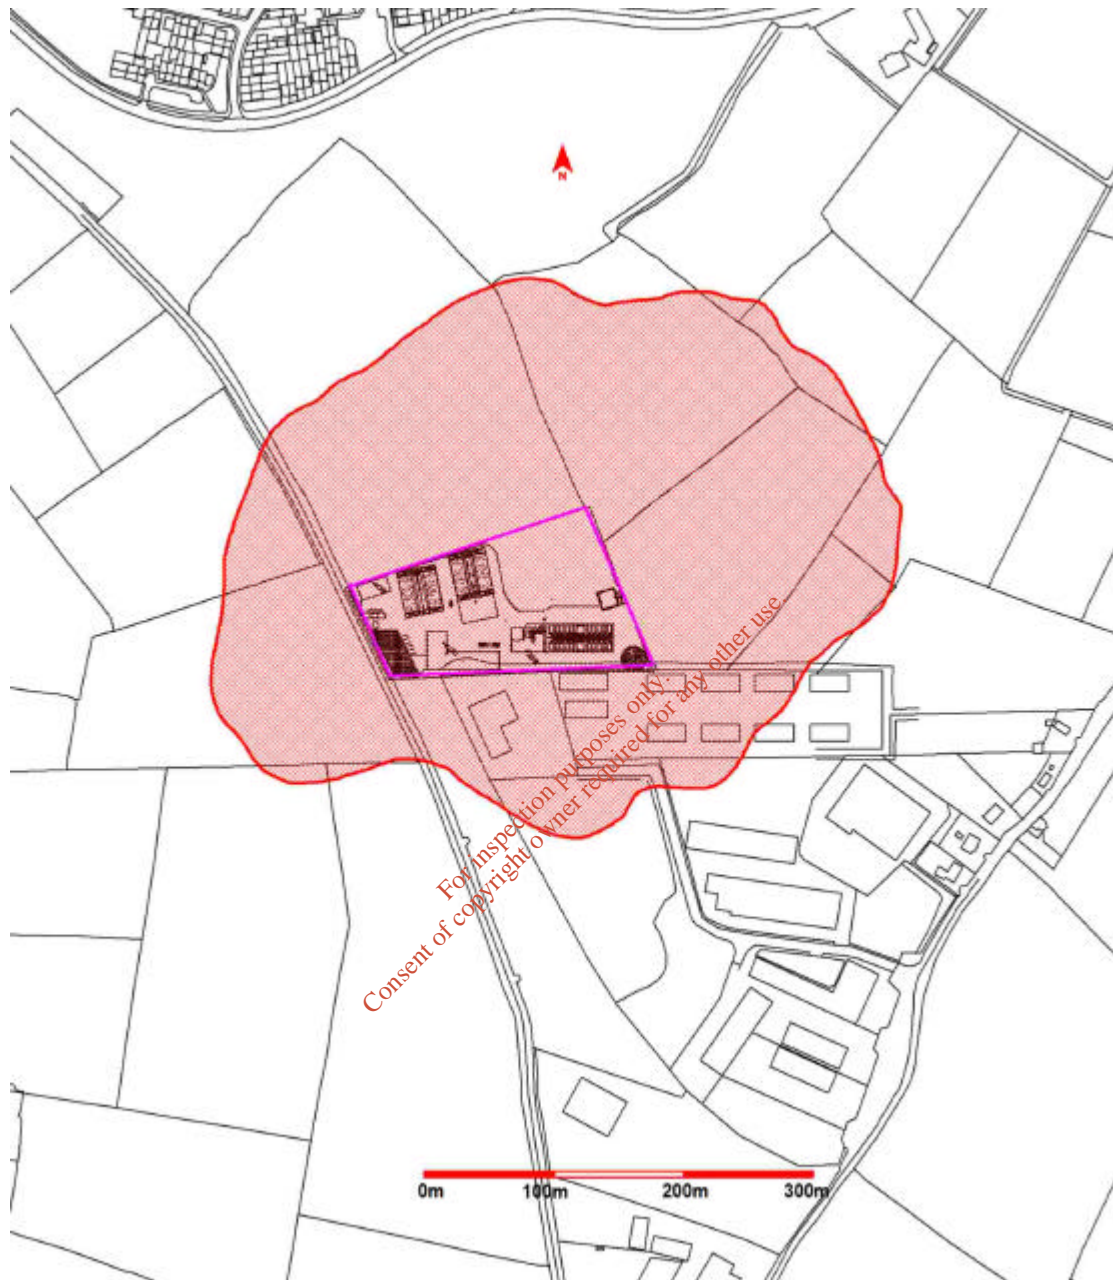 N
For inspection purposes only.
Consent of copyright owner required for any other use
0m 100m 200m 300m